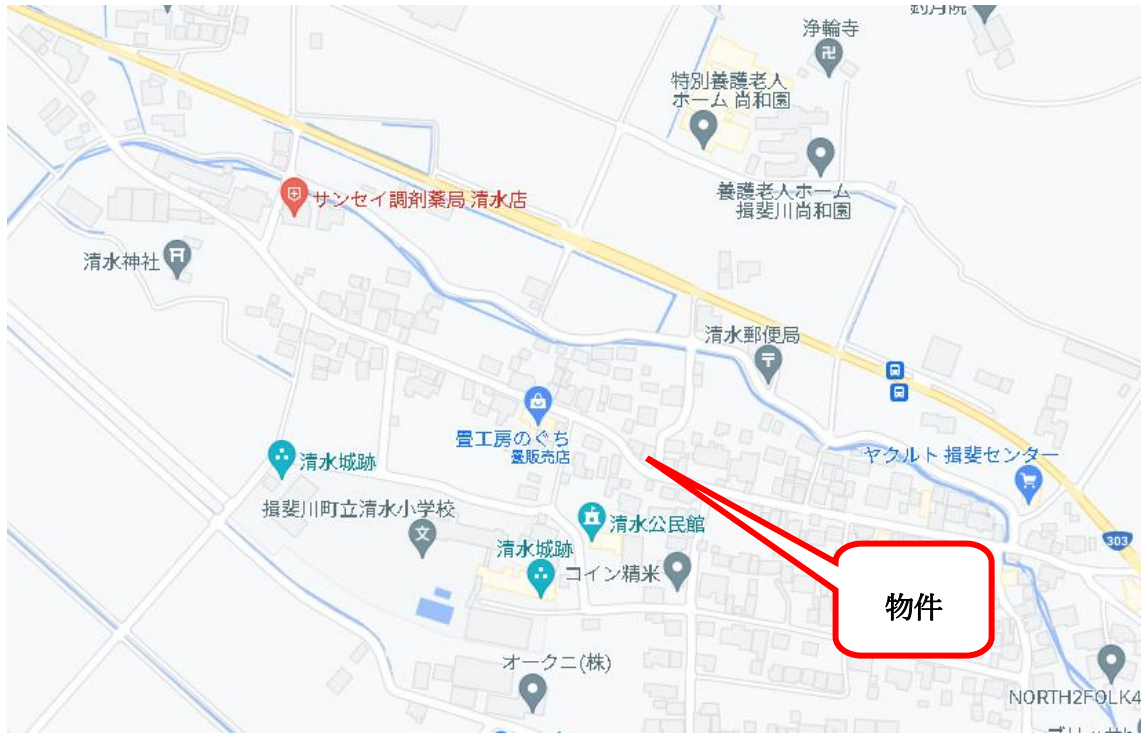 釣月院
浄輪寺
特別養護老人
ホーム 尚和園
養護老人ホーム
揖斐川尚和園
サンセイ調剤薬局 清水店
清水神社
清水郵便局
畳工房のぐち
畳販売店
ヤクルト 揖斐センター
清水城跡
揖斐川町立清水小学校
文
清水公民館
303
清水城跡
コイン精米
物件
オークニ(株)
NORTH2FOLK4